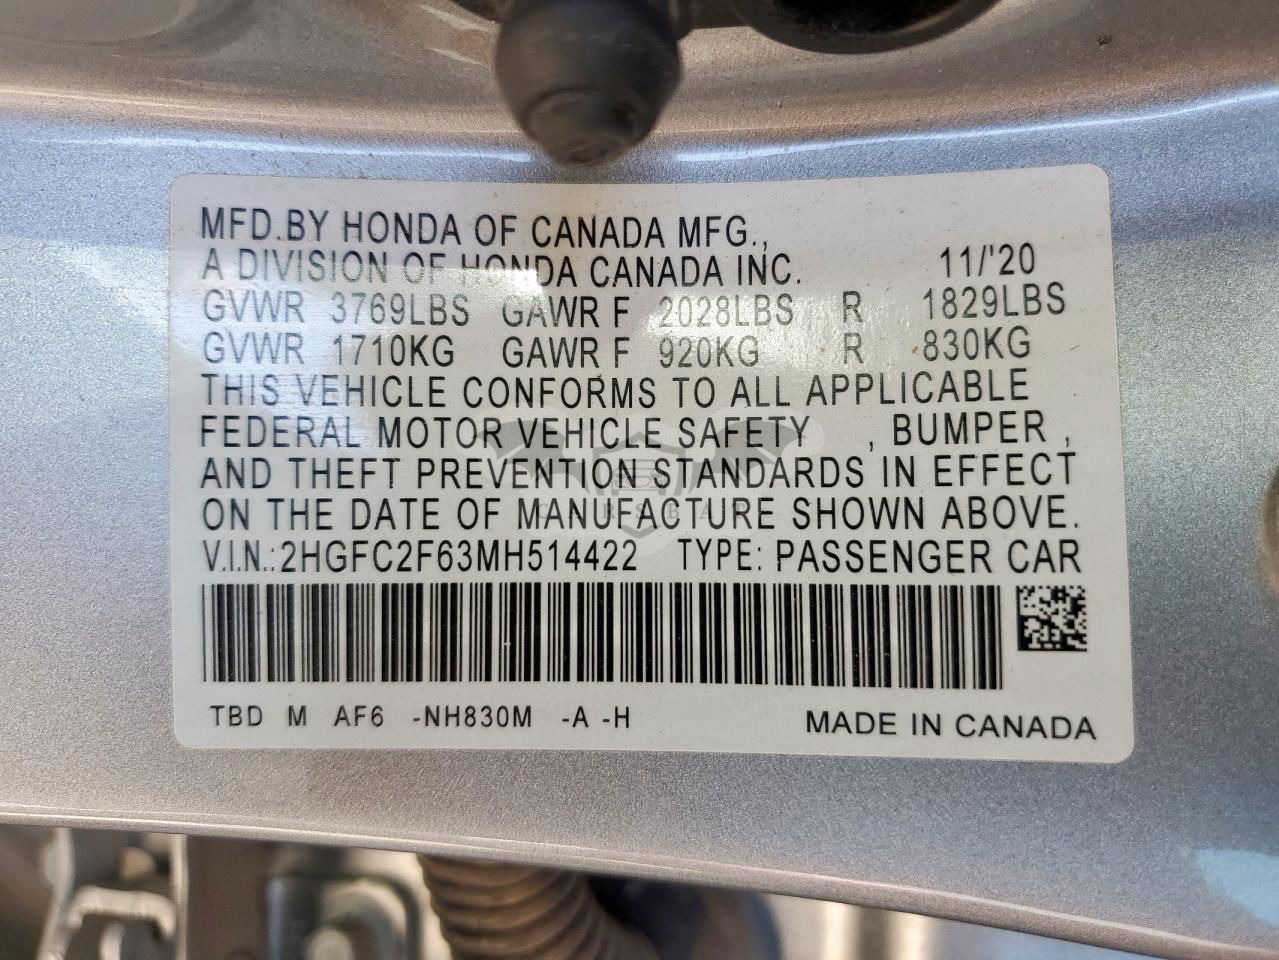 MFD.BY HONDA OF CANADA MFG.,
A DIVISION OF HONDA CANADA INC. 11/'20
GVWR 3769LBS GAWR F 2028LBS R 1829LBS
GVWR 1710KG GAWR F 920KG R 830KG
THIS VEHICLE CONFORMS TO ALL APPLICABLE
FEDERAL MOTOR VEHICLE SAFETY , BUMPER ,
AND THEFT PREVENTION STANDARDS IN EFFECT
ON THE DATE OF MANUFACTURE SHOWN ABOVE.
V.I.N.:2HGFC2F63MH514422 TYPE: PASSENGER CAR
TBD M AF6 -NH830M -A -H MADE IN CANADA